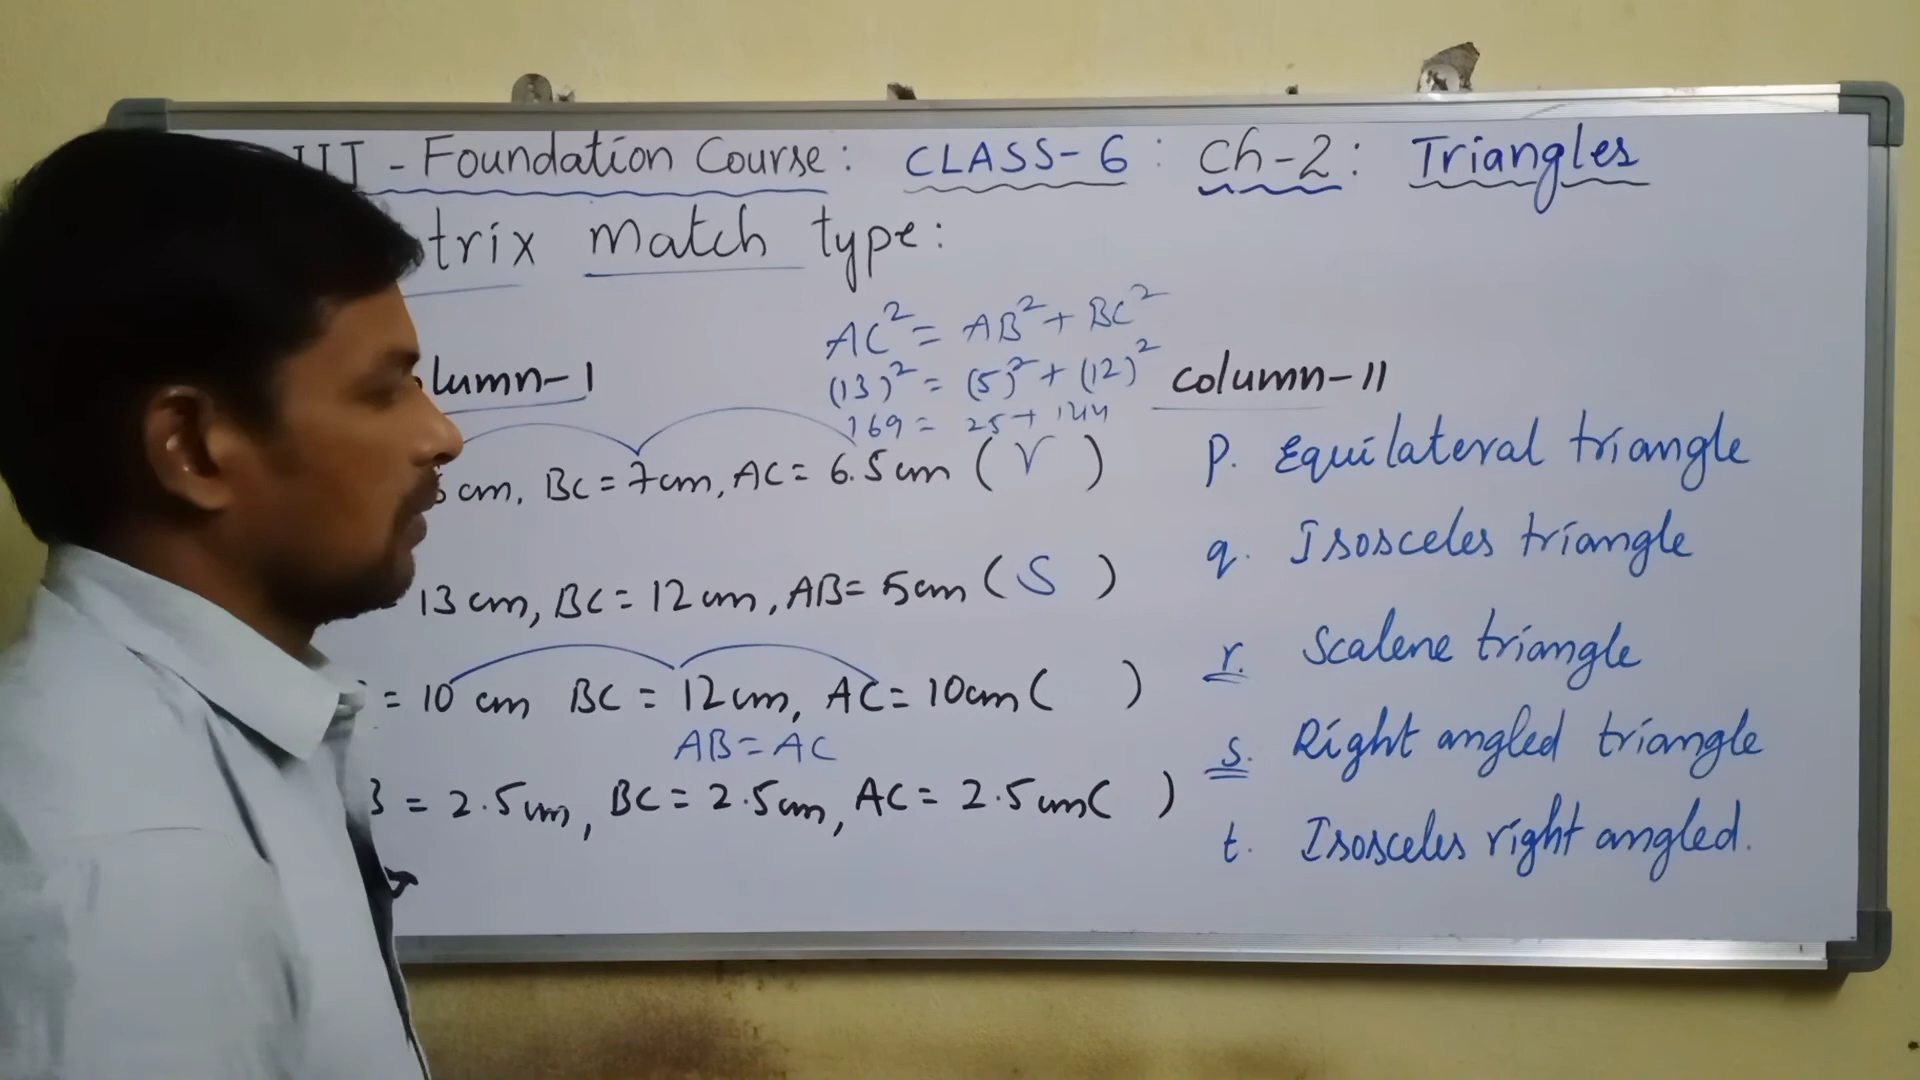 IIT - Foundation Course: CLASS-6 : Ch-2: Triangles
trix Match type:
AC² = AB² + BC²
(13)² = (5)² + (12)²
169 = 25 + 144
lumn-I
column-II
cm, BC = 7cm, AC = 6.5cm (r)
p. Equilateral triangle
= 13 cm, BC = 12 cm, AB = 5cm (S)
q. Isosceles triangle
= 10 cm BC = 12cm, AC = 10cm ( )
r. Scalene triangle
AB = AC
s. Right angled triangle
B = 2.5cm, BC = 2.5cm, AC = 2.5cm ( )
t. Isosceles right angled.